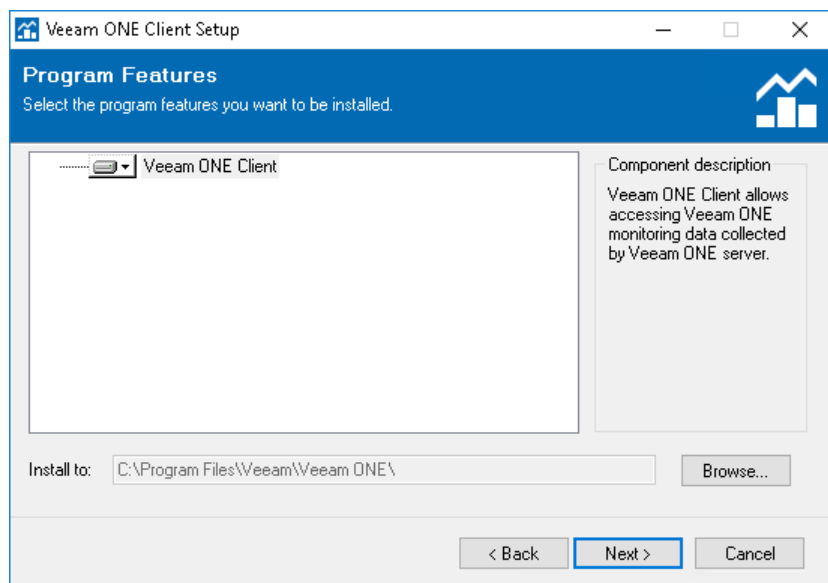 Veeam ONE Client Setup
Program Features
Select the program features you want to be installed.
Veeam ONE Client
Component description
Veeam ONE Client allows
accessing Veeam ONE
monitoring data collected
by Veeam ONE server.
Install to:
C:\Program Files\Veeam\Veeam ONE\
Browse...
< Back
Next >
Cancel